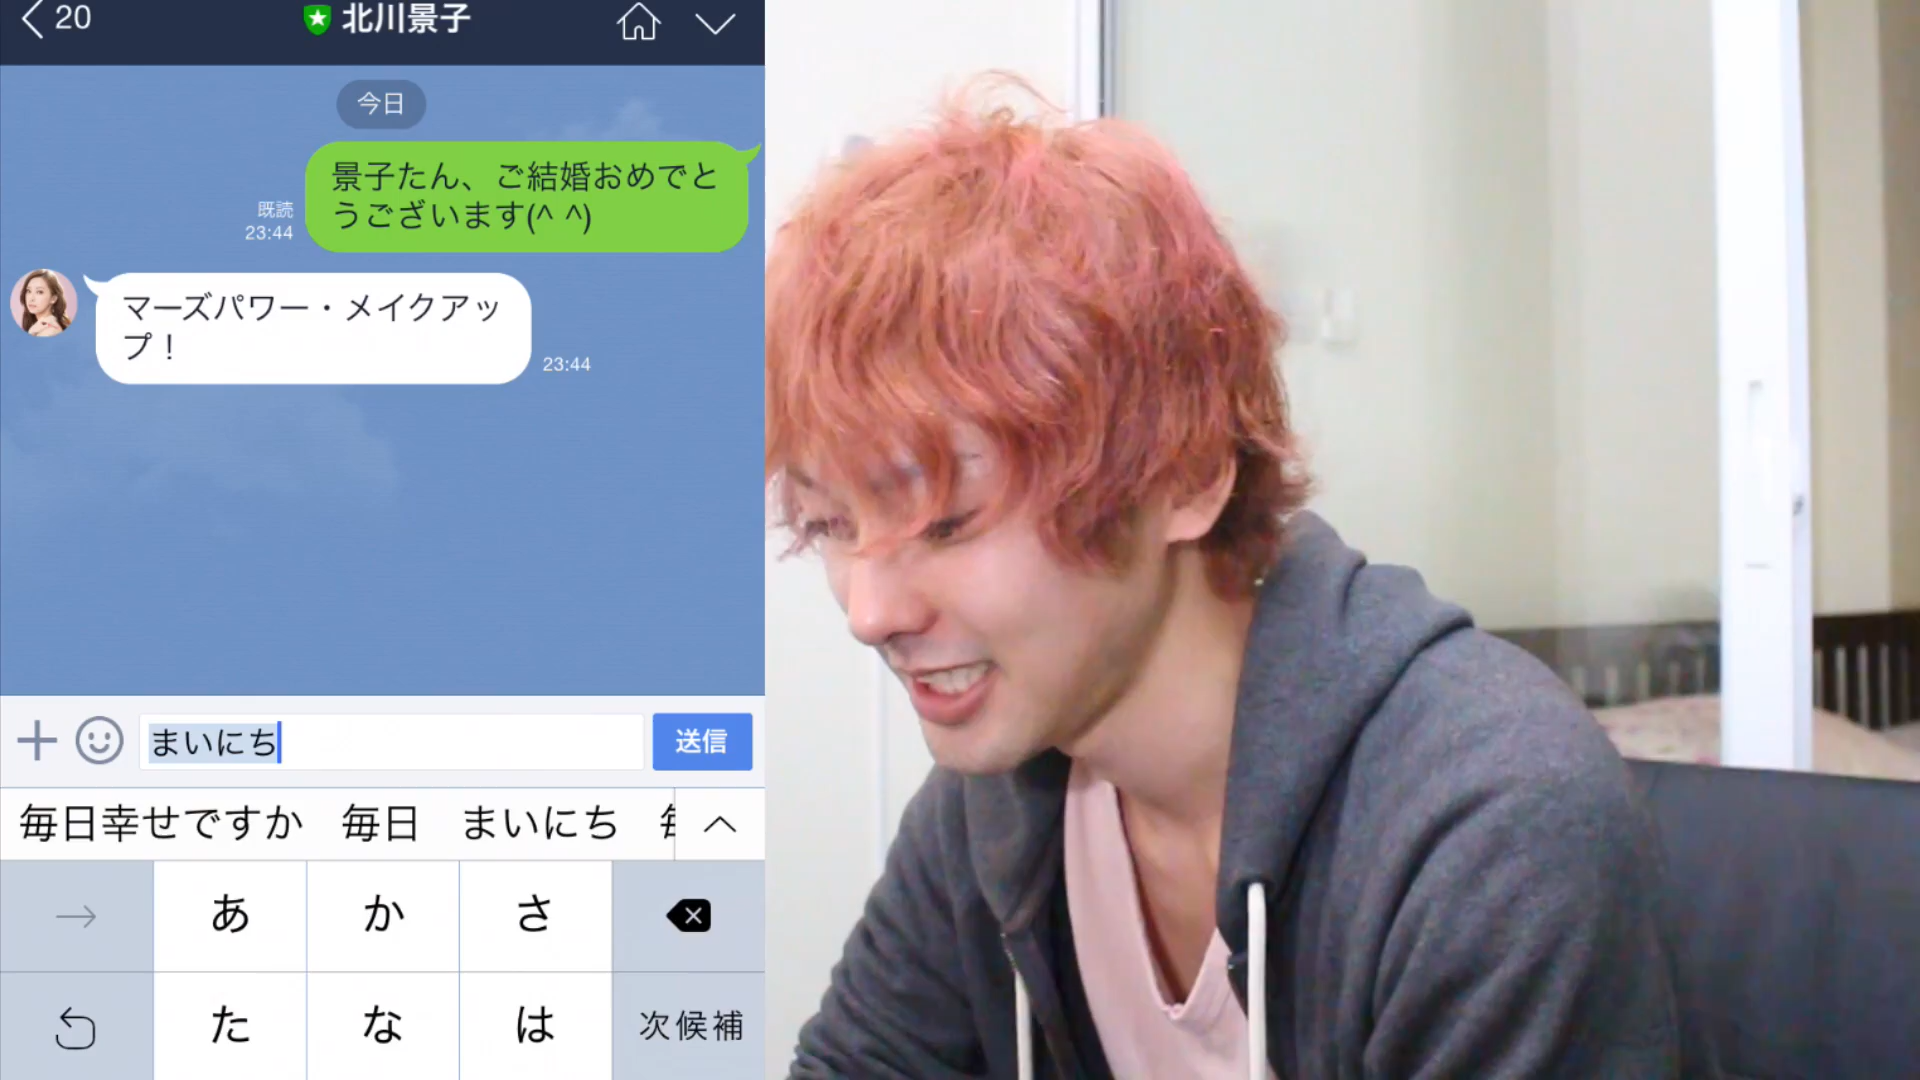 20
北川景子
今日
景子たん、ご結婚おめでと
うございます(^ ^)
既読
23:44
マーズパワー・メイクアッ
プ！
23:44
まいにち
送信
毎日幸せですか 毎日 まいにち
あ か さ
た な は 次候補